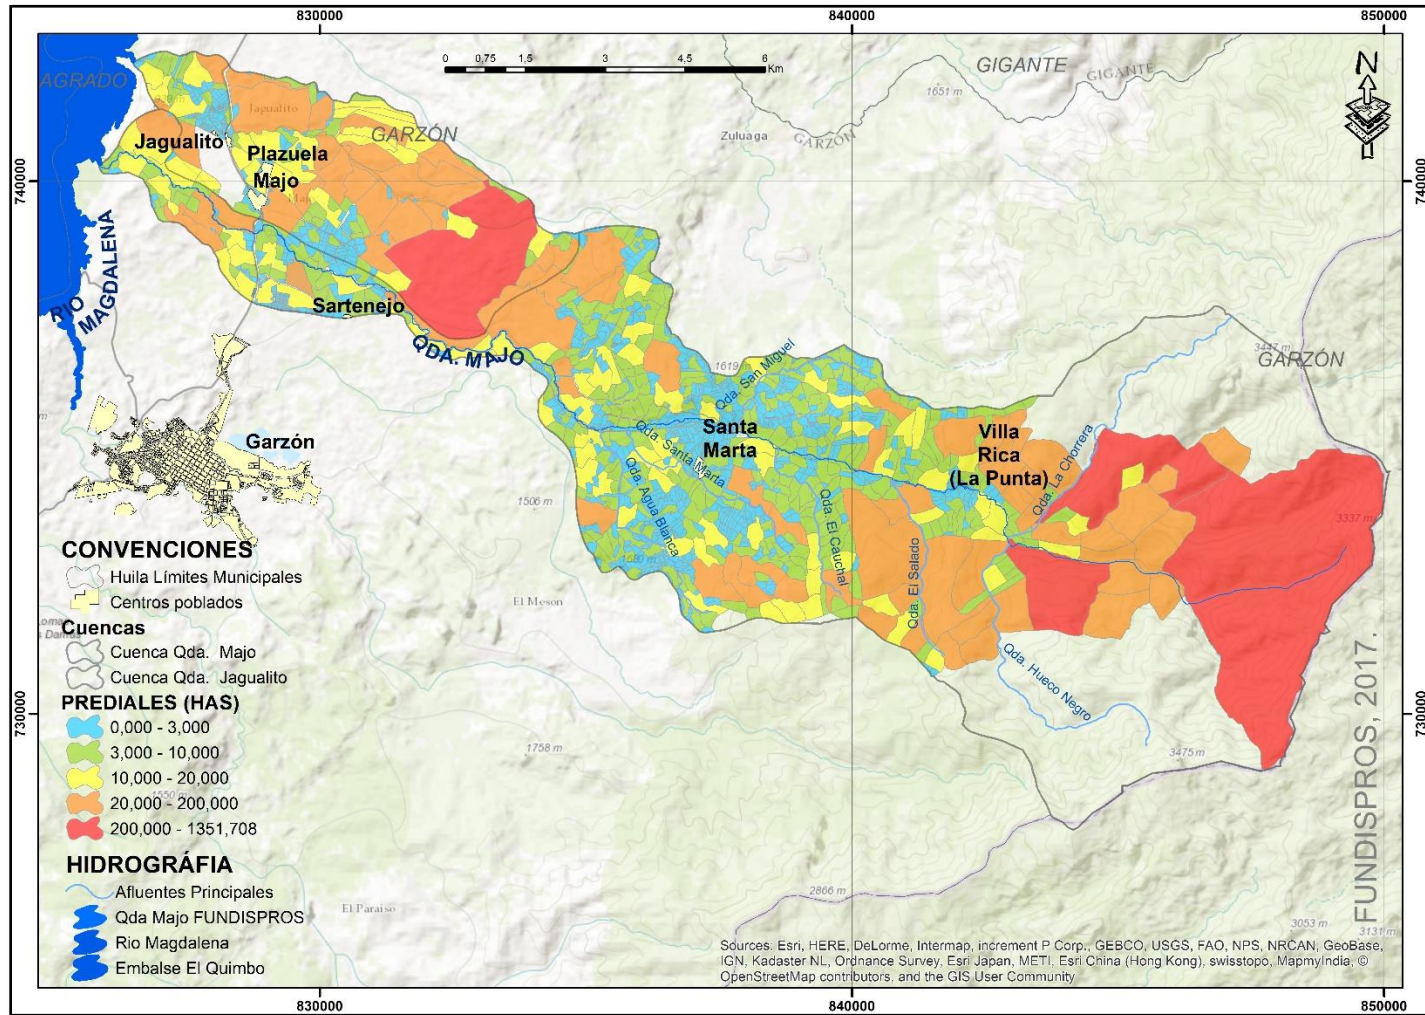 830000
840000
850000
0 0,75 1,5 3 4,5 6
Km
N
AGRADO
GIGANTE
GIGANTE
1651 m
Jagualito
GARZÓN
Zuluaga
GARZÓN
Jagualito
Plazuela
Majo
740000
740000
RIO
MAGDALENA
Sartenejo
QDA. MAJO
1619 m
Qda. San Miguel
3447 m
GARZÓN
Garzón
Santa
Marta
Qda. Santa Marta
Qda. Agua Blanca
Villa
Rica
(La Punta)
Qda. La Chorrera
1506 m
Qda. El Cauchal
Qda. El Salado
3337 m
El Meson
Qda. Hueco Negro
730000
730000
1758 m
3475 m
CONVENCIONES
Huila Límites Municipales
Centros poblados
Cuencas
Cuenca Qda. Majo
Cuenca Qda. Jagualito
PREDIALES (HAS)
0,000 - 3,000
3,000 - 10,000
10,000 - 20,000
20,000 - 200,000
200,000 - 1351,708
HIDROGRÁFIA
Afluentes Principales
Qda Majo FUNDISPROS
Rio Magdalena
Embalse El Quimbo
El Paraiso
2866 m
3053 m
3131 m
FUNDISPROS, 2017.
Sources: Esri, HERE, DeLorme, Intermap, increment P Corp., GEBCO, USGS, FAO, NPS, NRCAN, GeoBase,
IGN, Kadaster NL, Ordnance Survey, Esri Japan, METI, Esri China (Hong Kong), swisstopo, MapmyIndia, ©
OpenStreetMap contributors, and the GIS User Community
830000
840000
850000